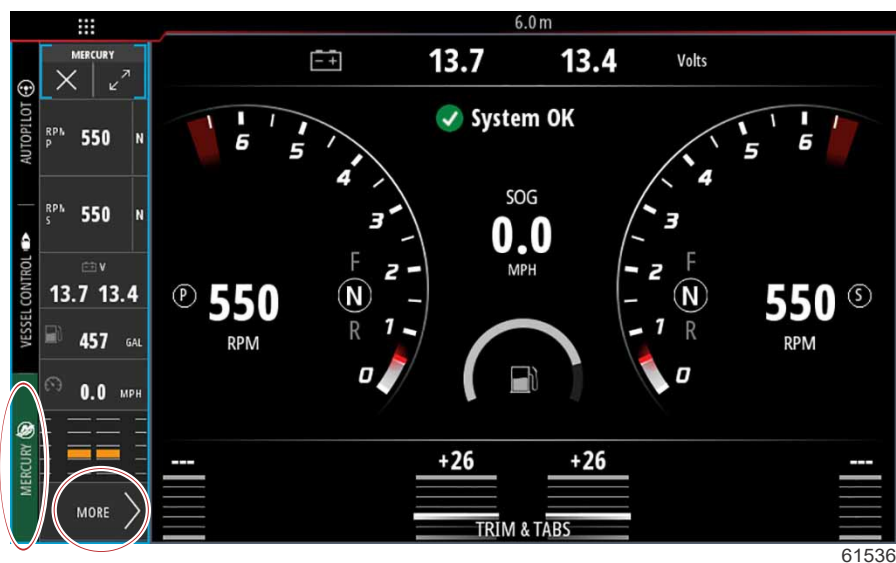 6.0 m
MERCURY
AUTOPILOT
RPM
P
550
N
RPM
S
550
N
VESSEL CONTROL
V
13.7 13.4
457 GAL
0.0 MPH
MERCURY
MORE
- +
13.7
13.4
Volts
System OK
6
5
4
3
2
1
0
P
550
RPM
F
N
R
SOG
0.0
MPH
6
5
4
3
2
1
0
F
N
R
550
S
RPM
---
+26
+26
---
TRIM & TABS
61536